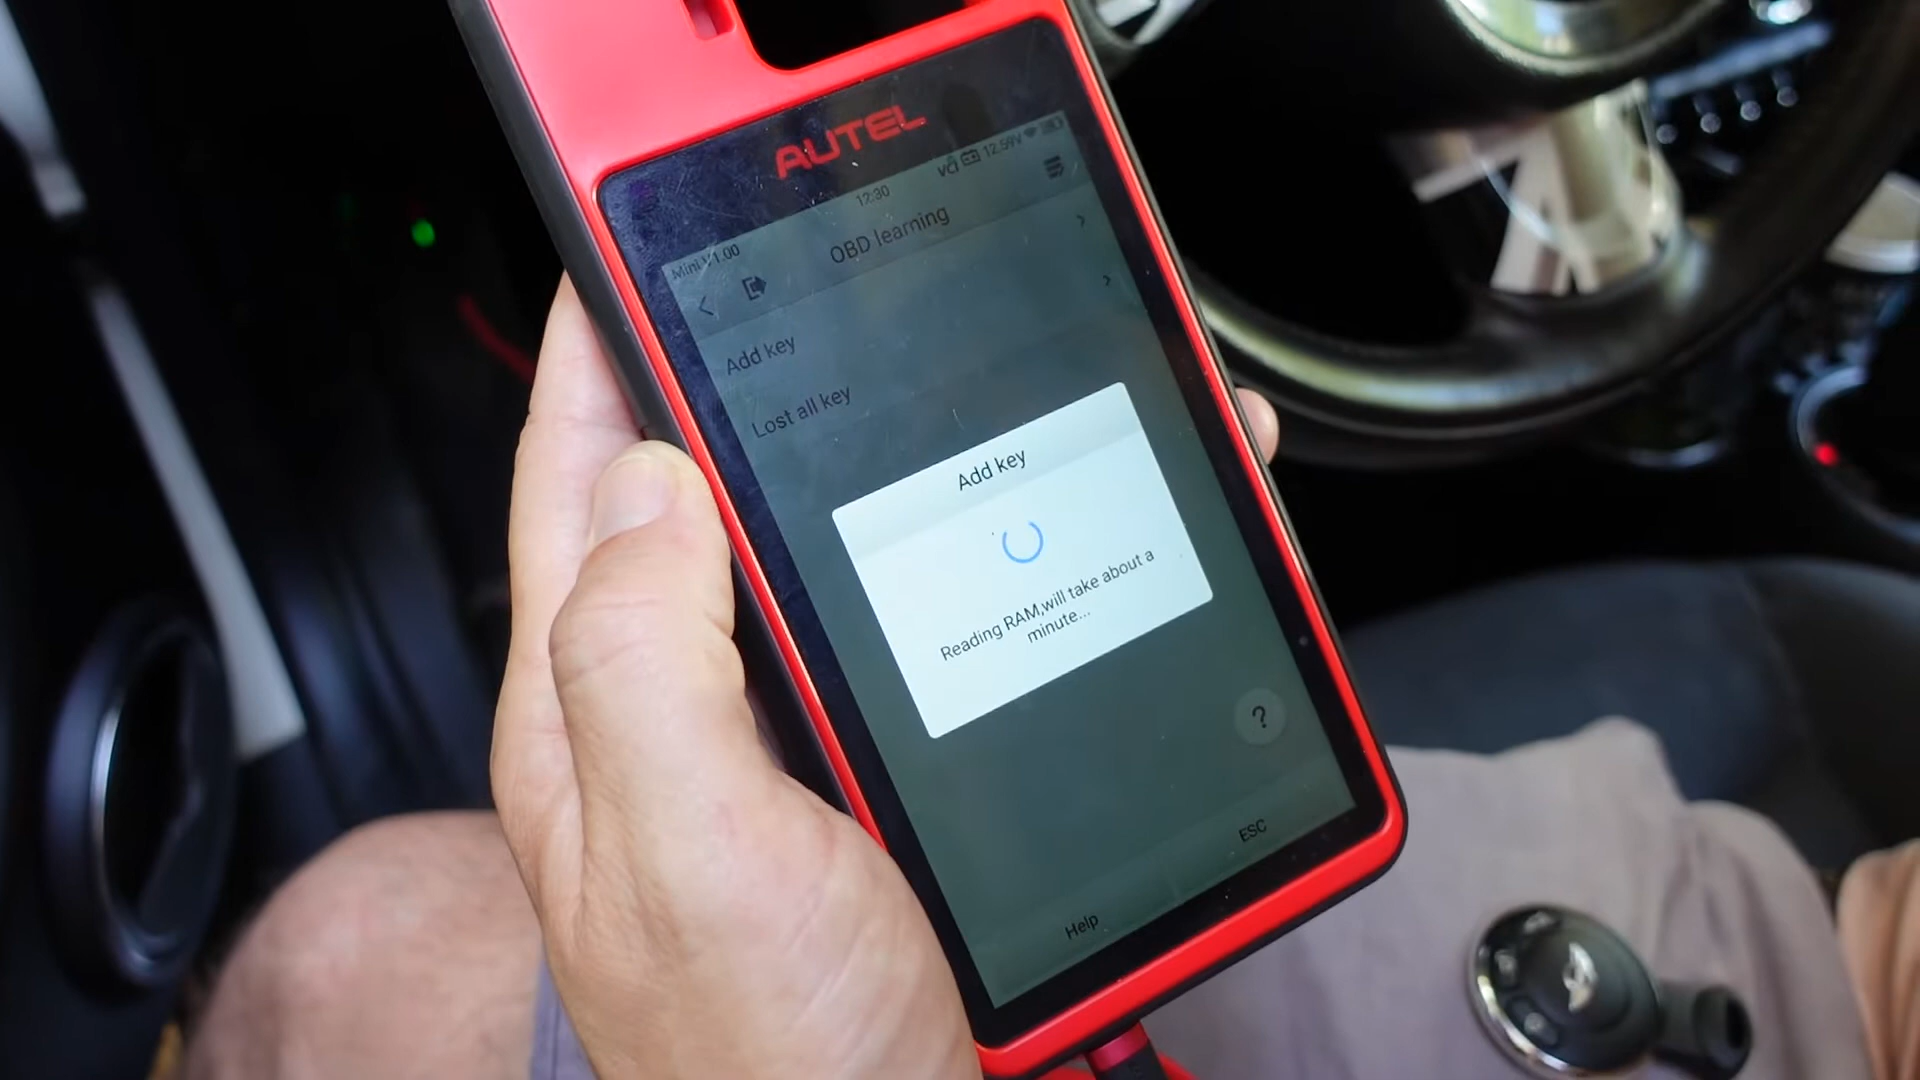 AUTEL
12:30
VCI 12.59V
Mini V1.00
OBD learning
Add key
Lost all key
Add key
Reading RAM,will take about a
minute...
?
ESC
Help